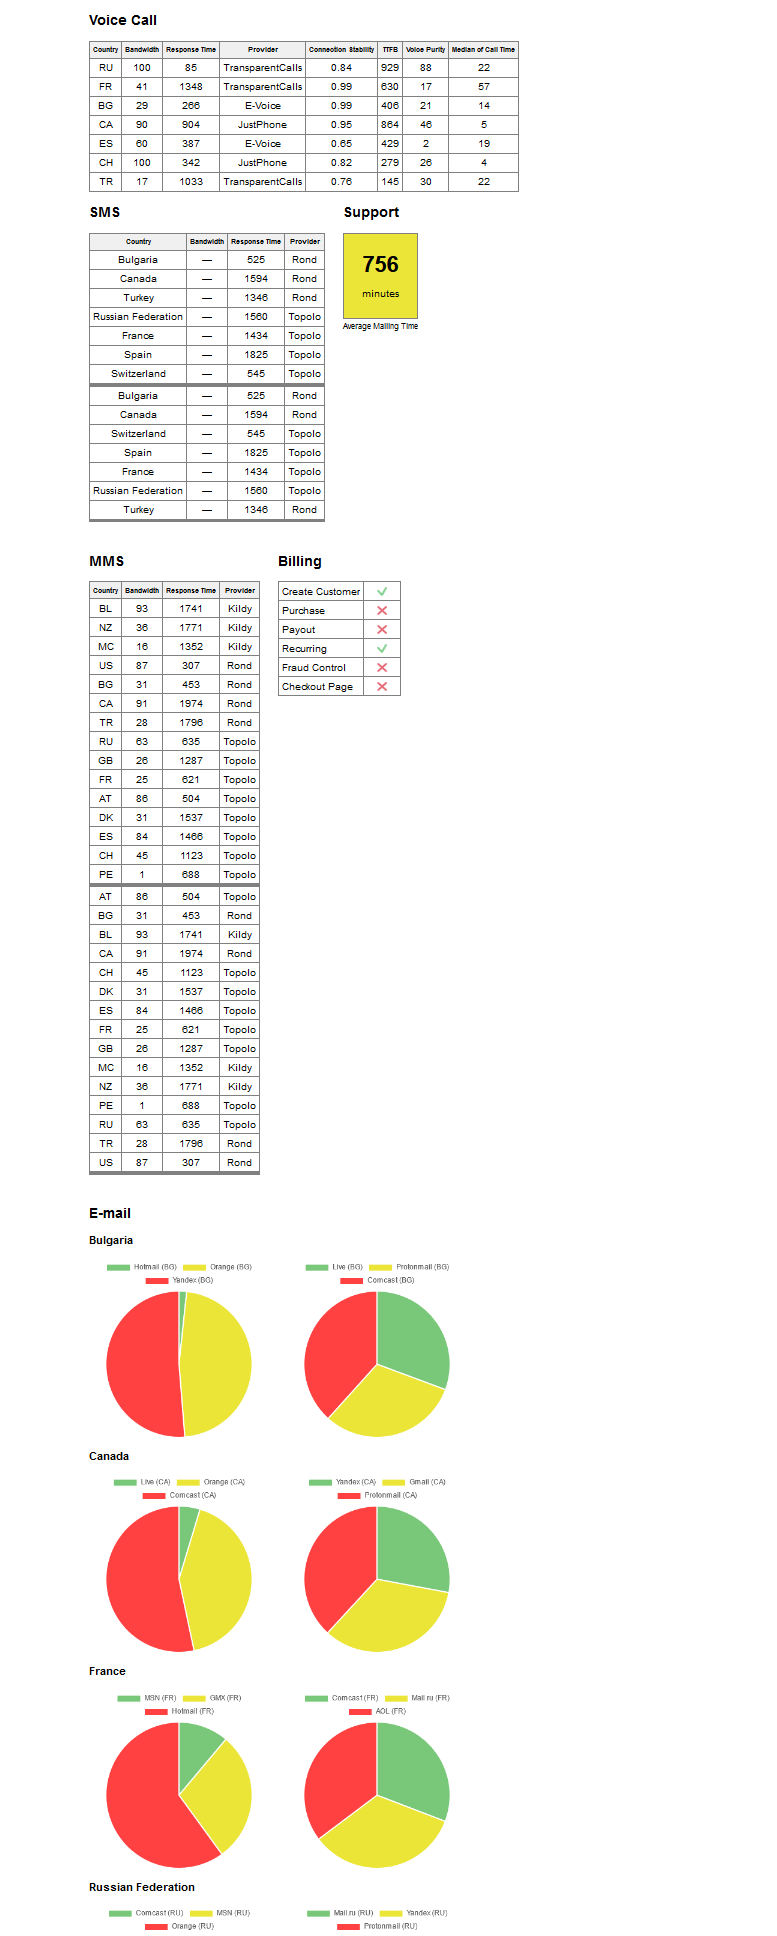 Voice Call
Country Bandwidth Response Time Provider Connection Stability TTFB Voice Purity Median of Call Time
RU 100 85 TransparentCalls 0.84 929 88 22
FR 41 1348 TransparentCalls 0.99 630 17 57
BG 29 266 E-Voice 0.99 406 21 14
CA 90 904 JustPhone 0.95 864 46 5
ES 60 387 E-Voice 0.65 429 2 19
CH 100 342 JustPhone 0.82 279 26 4
TR 17 1033 TransparentCalls 0.76 145 30 22
SMS
Country Bandwidth Response Time Provider
Bulgaria — 525 Rond
Canada — 1594 Rond
Turkey — 1346 Rond
Russian Federation — 1560 Topolo
France — 1434 Topolo
Spain — 1825 Topolo
Switzerland — 545 Topolo
Bulgaria — 525 Rond
Canada — 1594 Rond
Switzerland — 545 Topolo
Spain — 1825 Topolo
France — 1434 Topolo
Russian Federation — 1560 Topolo
Turkey — 1346 Rond
Support
756
minutes
Average Mailing Time
MMS
Country Bandwidth Response Time Provider
BL 93 1741 Kildy
NZ 36 1771 Kildy
MC 16 1352 Kildy
US 87 307 Rond
BG 31 453 Rond
CA 91 1974 Rond
TR 28 1796 Rond
RU 63 635 Topolo
GB 26 1287 Topolo
FR 25 621 Topolo
AT 86 504 Topolo
DK 31 1537 Topolo
ES 84 1466 Topolo
CH 45 1123 Topolo
PE 1 688 Topolo
AT 86 504 Topolo
BG 31 453 Rond
BL 93 1741 Kildy
CA 91 1974 Rond
CH 45 1123 Topolo
DK 31 1537 Topolo
ES 84 1466 Topolo
FR 25 621 Topolo
GB 26 1287 Topolo
MC 16 1352 Kildy
NZ 36 1771 Kildy
PE 1 688 Topolo
RU 63 635 Topolo
TR 28 1796 Rond
US 87 307 Rond
Billing
Create Customer
Purchase
Payout
Recurring
Fraud Control
Checkout Page
E-mail
Bulgaria
Hotmail (BG) Orange (BG)
Yandex (BG)
Live (BG) Protonmail (BG)
Comcast (BG)
Canada
Live (CA) Orange (CA)
Comcast (CA)
Yandex (CA) Gmail (CA)
Protonmail (CA)
France
MSN (FR) GMX (FR)
Hotmail (FR)
Comcast (FR) Mail.ru (FR)
AOL (FR)
Russian Federation
Comcast (RU) MSN (RU)
Orange (RU)
Mail.ru (RU) Yandex (RU)
Protonmail (RU)